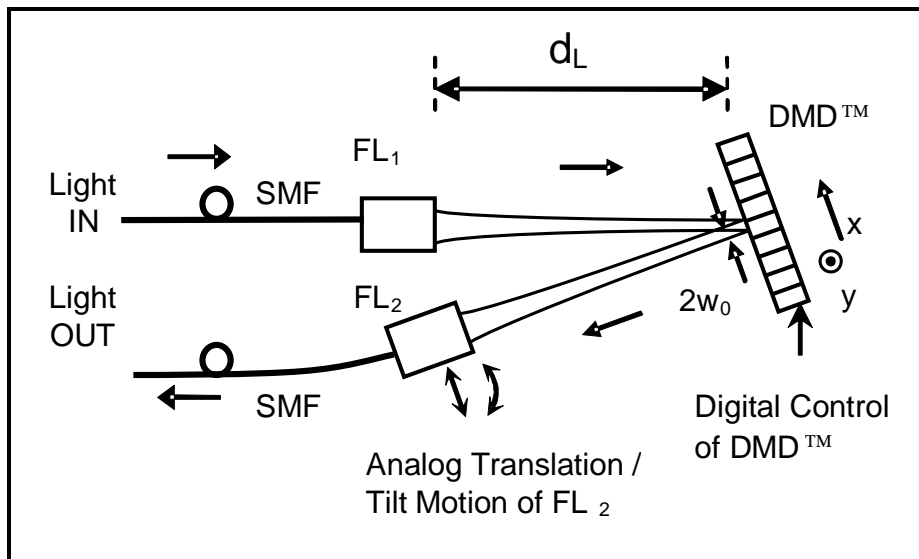 d_L
DMD™
FL₁
Light
IN
SMF
x
y
Light
OUT
FL₂
2w₀
SMF
Digital Control
of DMD™
Analog Translation /
Tilt Motion of FL ₂